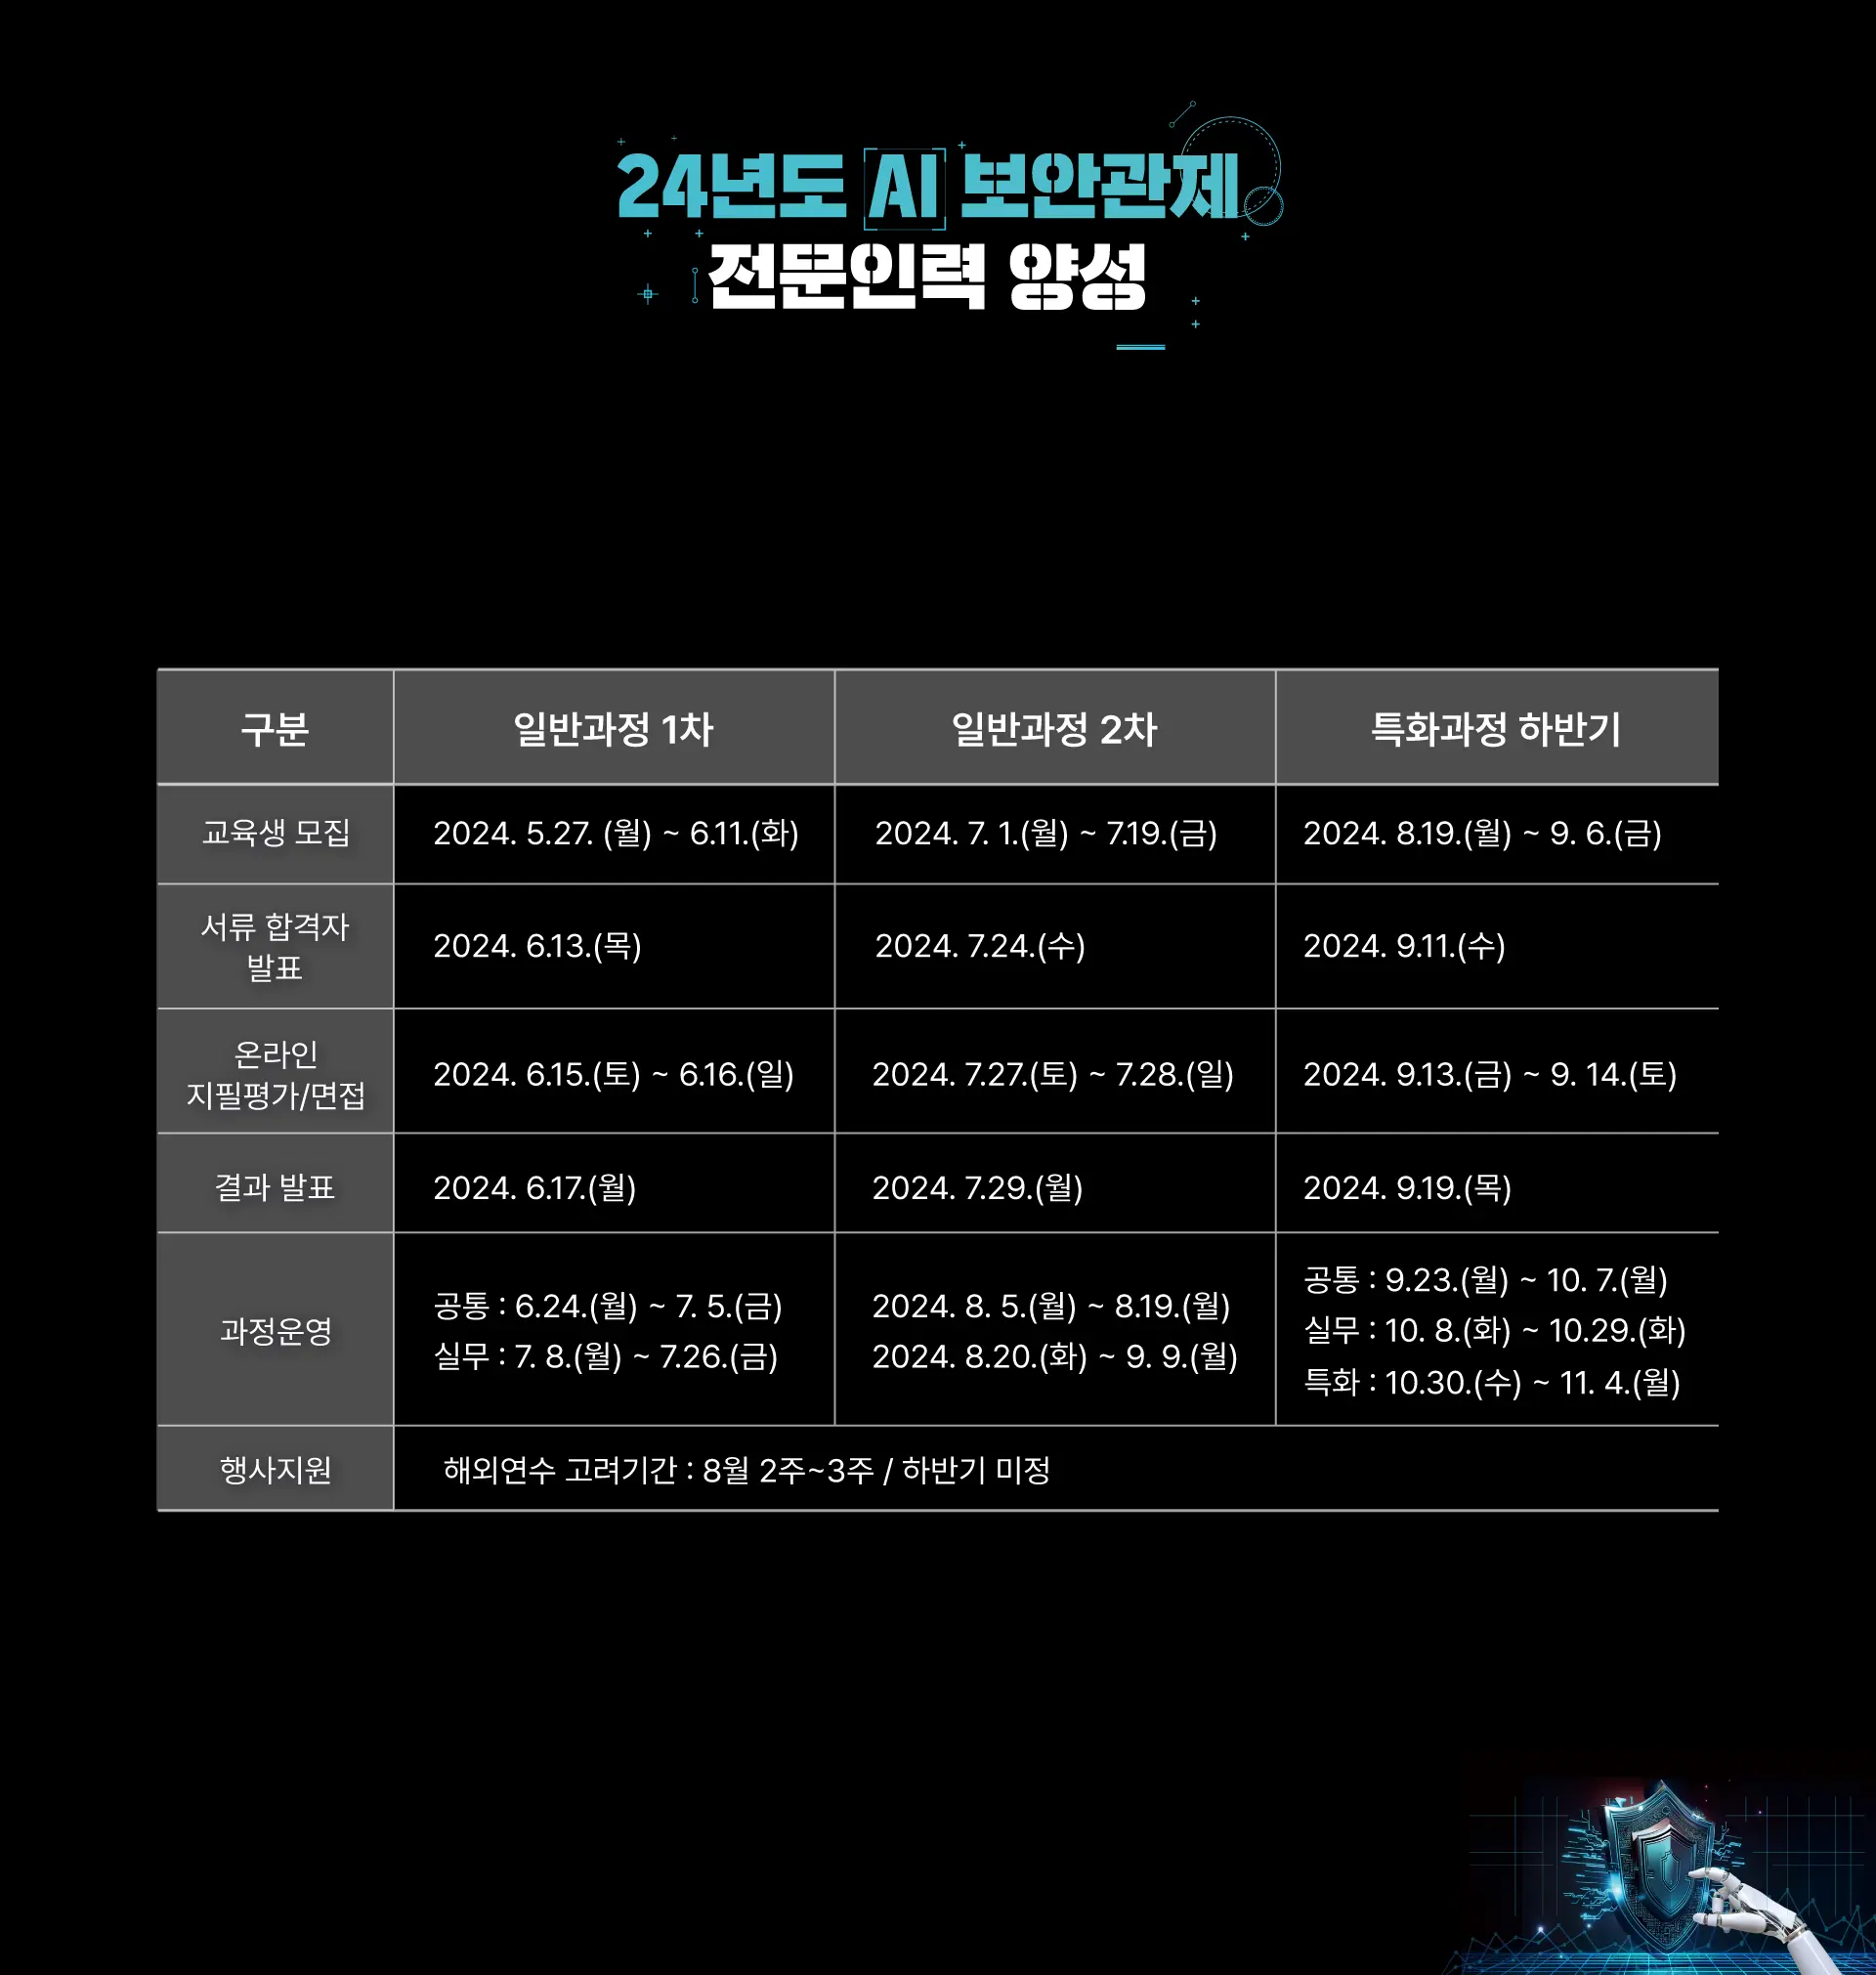 24년도 AI 보안관제
전문인력 양성
구분 일반과정 1차 일반과정 2차 특화과정 하반기
교육생 모집 2024. 5.27. (월) ~ 6.11.(화) 2024. 7. 1.(월) ~ 7.19.(금) 2024. 8.19.(월) ~ 9. 6.(금)
서류 합격자
발표 2024. 6.13.(목) 2024. 7.24.(수) 2024. 9.11.(수)
온라인
지필평가/면접 2024. 6.15.(토) ~ 6.16.(일) 2024. 7.27.(토) ~ 7.28.(일) 2024. 9.13.(금) ~ 9. 14.(토)
결과 발표 2024. 6.17.(월) 2024. 7.29.(월) 2024. 9.19.(목)
과정운영
공통 : 6.24.(월) ~ 7. 5.(금)
실무 : 7. 8.(월) ~ 7.26.(금)
2024. 8. 5.(월) ~ 8.19.(월)
2024. 8.20.(화) ~ 9. 9.(월)
공통 : 9.23.(월) ~ 10. 7.(월)
실무 : 10. 8.(화) ~ 10.29.(화)
특화 : 10.30.(수) ~ 11. 4.(월)
행사지원 해외연수 고려기간 : 8월 2주~3주 / 하반기 미정